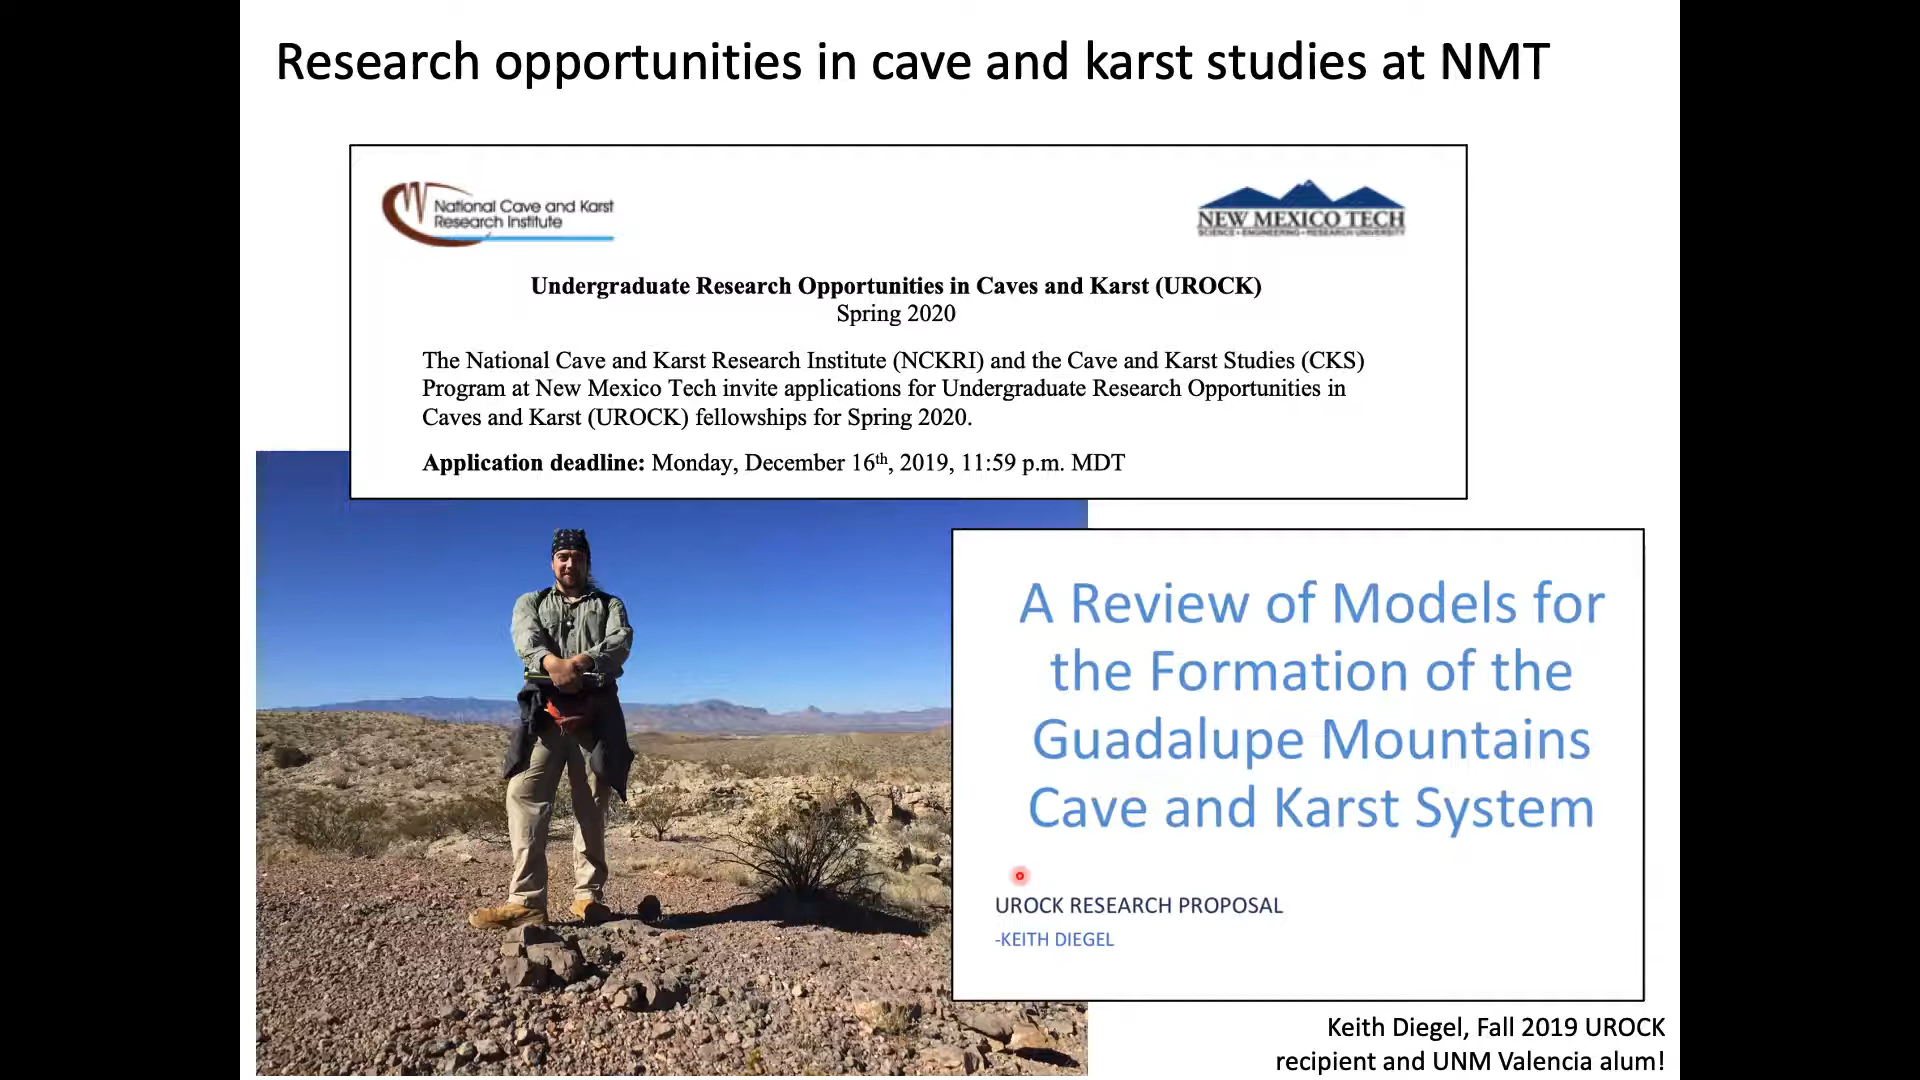 Research opportunities in cave and karst studies at NMT
National Cave and Karst
Research Institute
NEW MEXICO TECH
SCIENCE • ENGINEERING • RESEARCH UNIVERSITY
Undergraduate Research Opportunities in Caves and Karst (UROCK)
Spring 2020
The National Cave and Karst Research Institute (NCKRI) and the Cave and Karst Studies (CKS)
Program at New Mexico Tech invite applications for Undergraduate Research Opportunities in
Caves and Karst (UROCK) fellowships for Spring 2020.
Application deadline: Monday, December 16th, 2019, 11:59 p.m. MDT
A Review of Models for
the Formation of the
Guadalupe Mountains
Cave and Karst System
UROCK RESEARCH PROPOSAL
-KEITH DIEGEL
Keith Diegel, Fall 2019 UROCK
recipient and UNM Valencia alum!